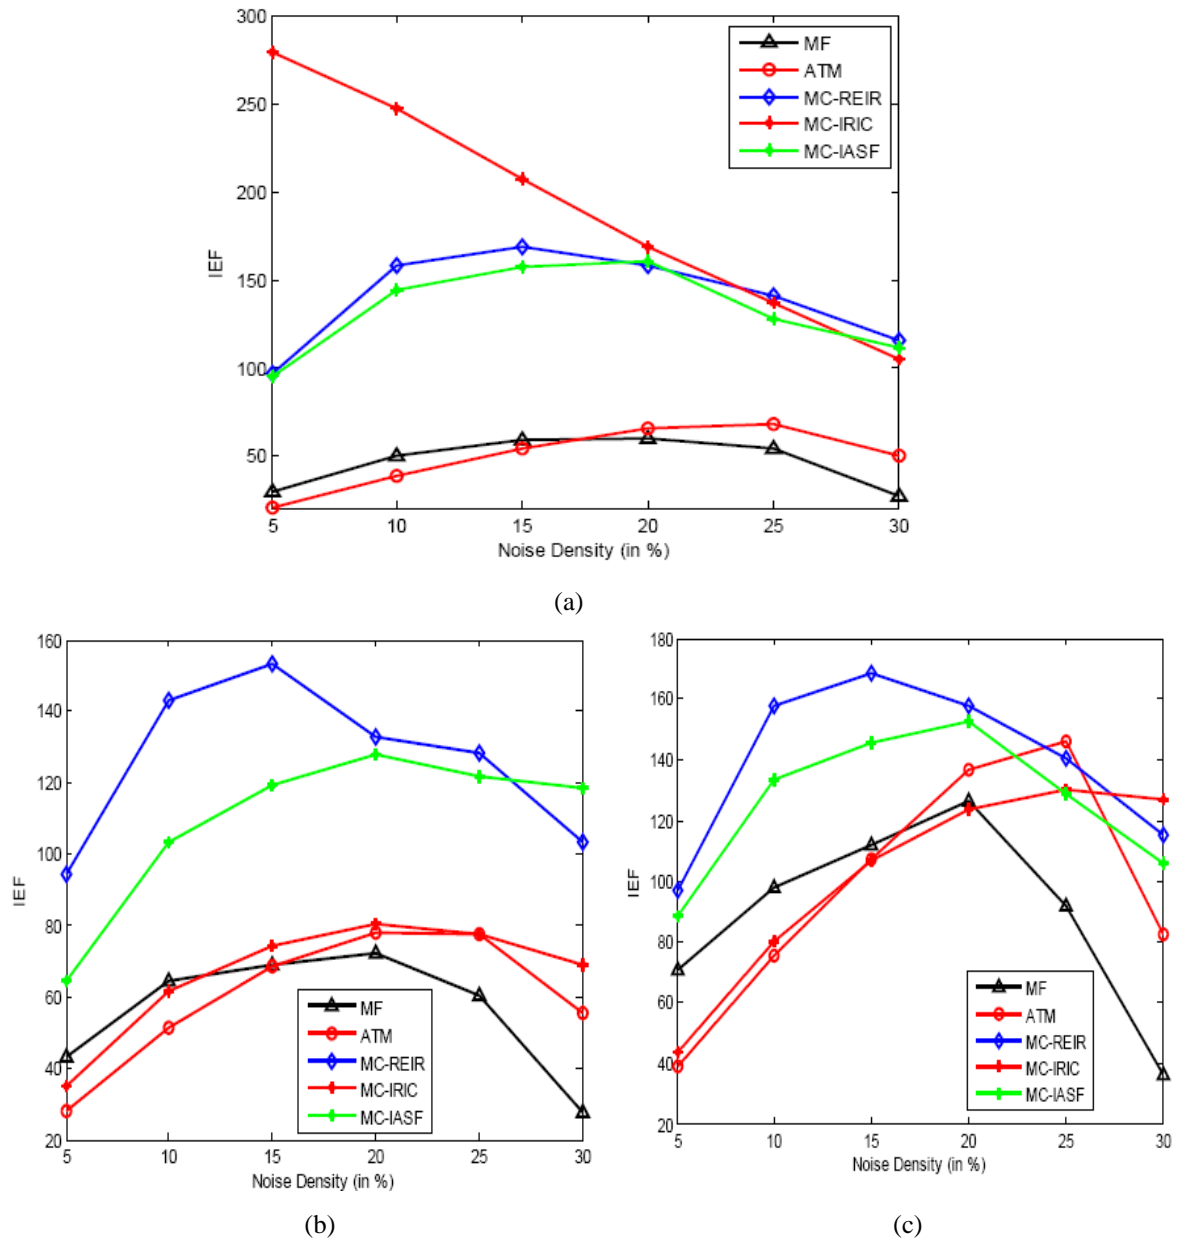 300
250
200
150
100
50
IEF
MF
ATM
MC-REIR
MC-IRIC
MC-IASF
5 10 15 20 25 30
Noise Density (in %)
(a)
160
140
120
100
80
60
40
20
IEF
MF
ATM
MC-REIR
MC-IRIC
MC-IASF
5 10 15 20 25 30
Noise Density (in %)
(b)
180
160
140
120
100
80
60
40
20
IEF
MF
ATM
MC-REIR
MC-IRIC
MC-IASF
5 10 15 20 25 30
Noise Density (in %)
(c)